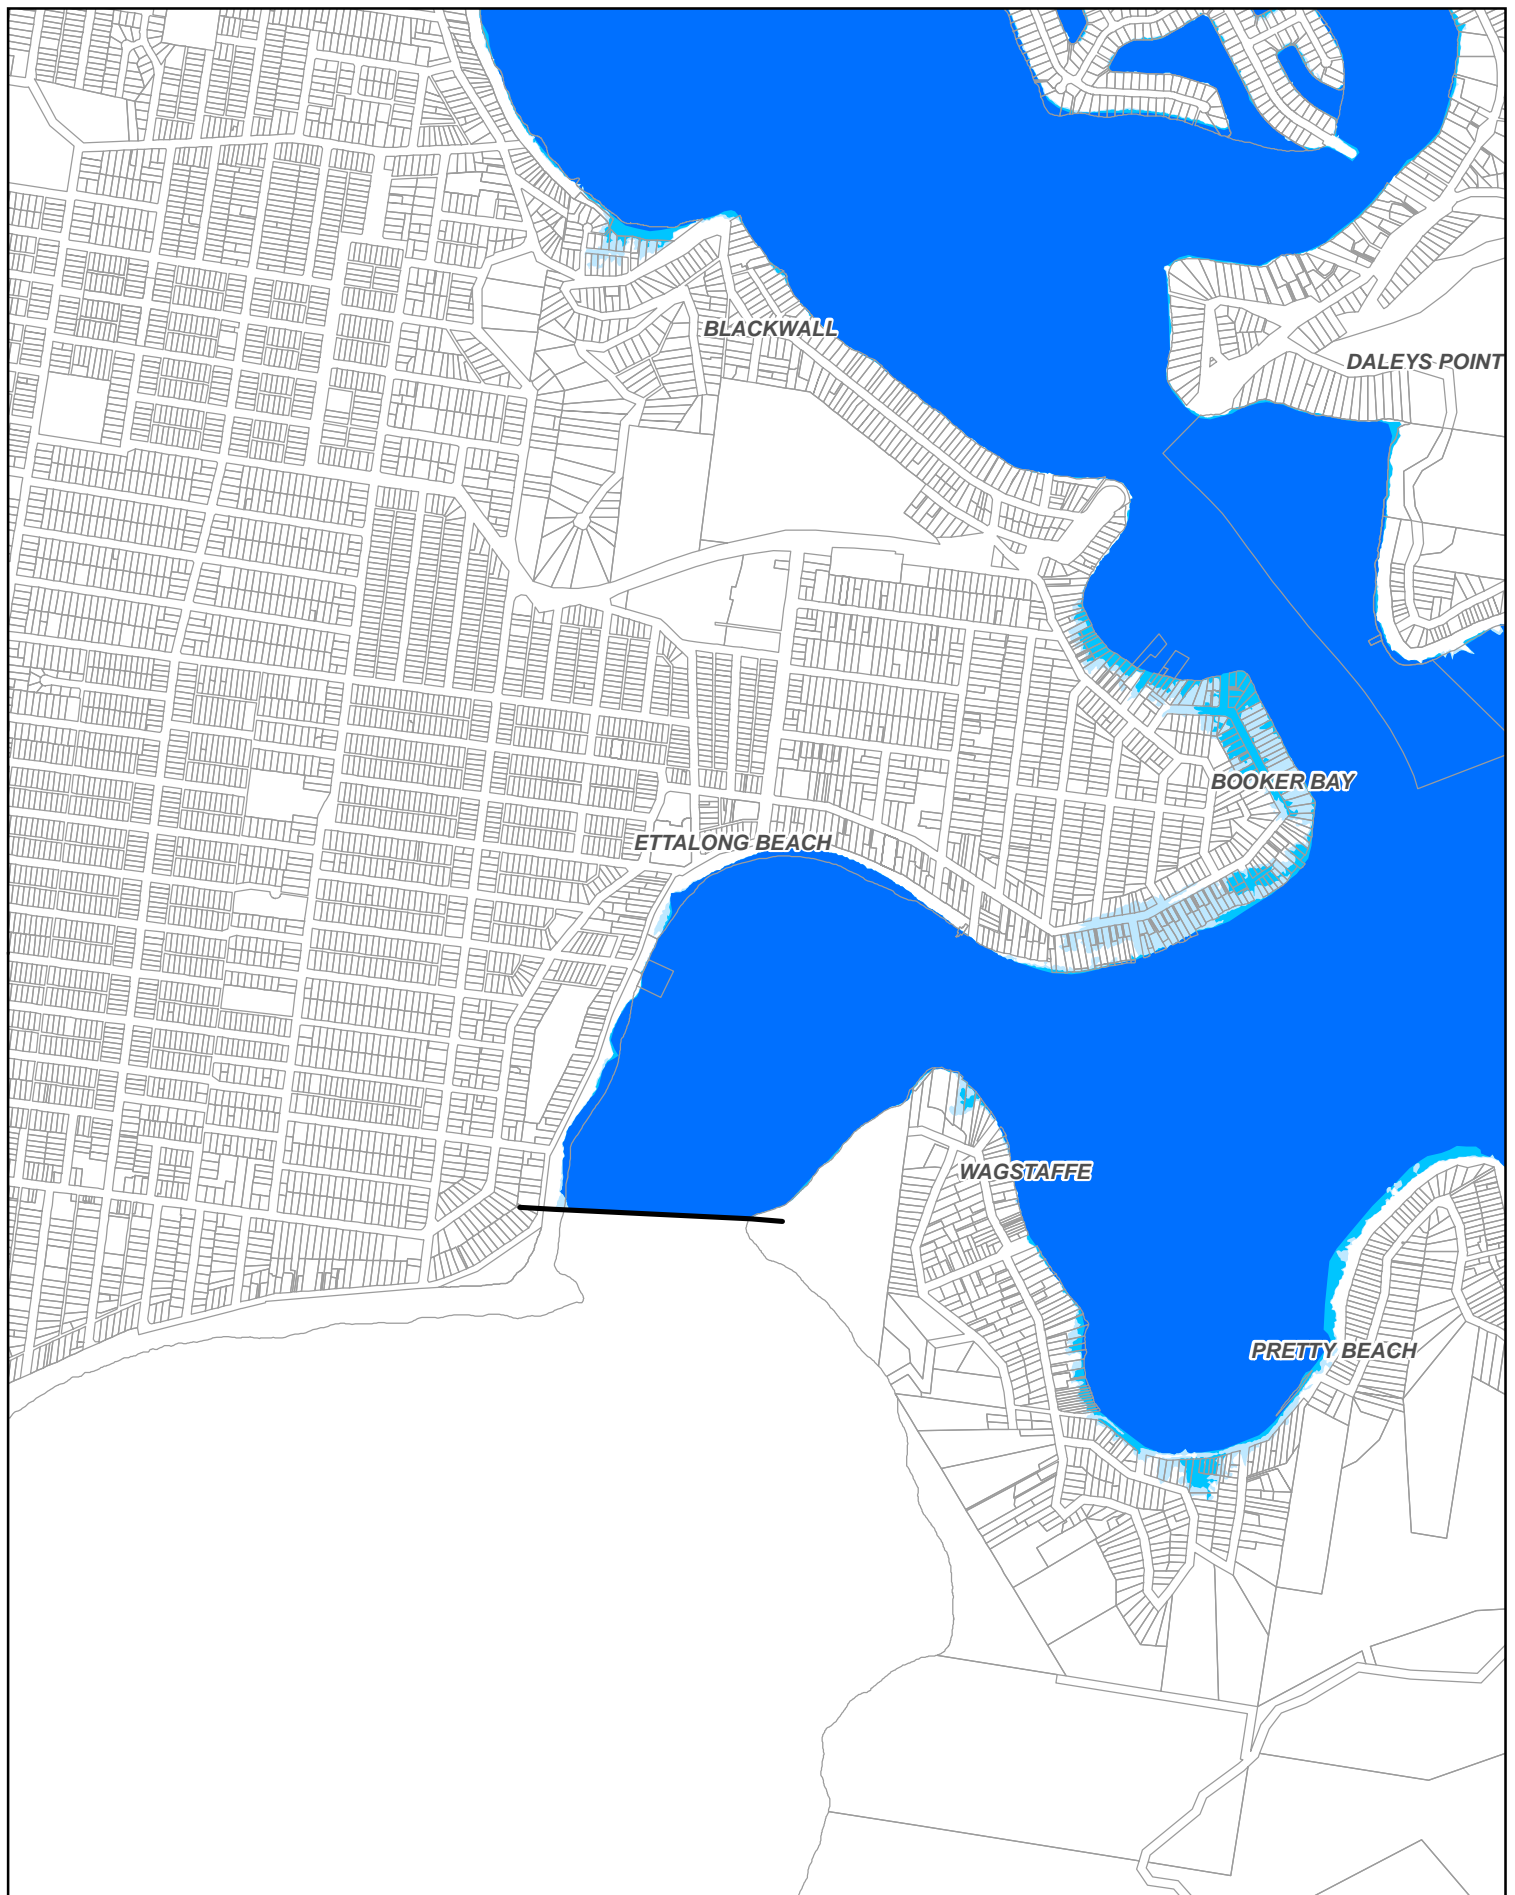 BLACKWALL
DALEYS POINT
BOOKER BAY
ETTALONG BEACH
WAGSTAFFE
PRETTY BEACH